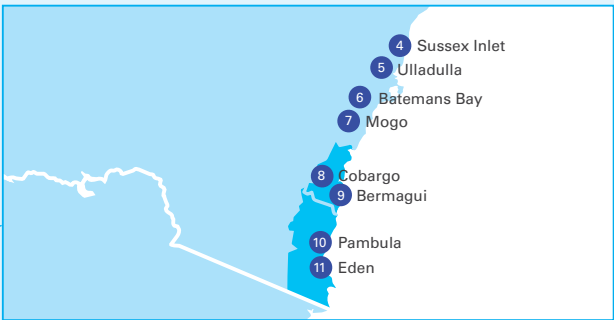 4 Sussex Inlet
5 Ulladulla
6 Batemans Bay
7 Mogo
8 Cobargo
9 Bermagui
10 Pambula
11 Eden